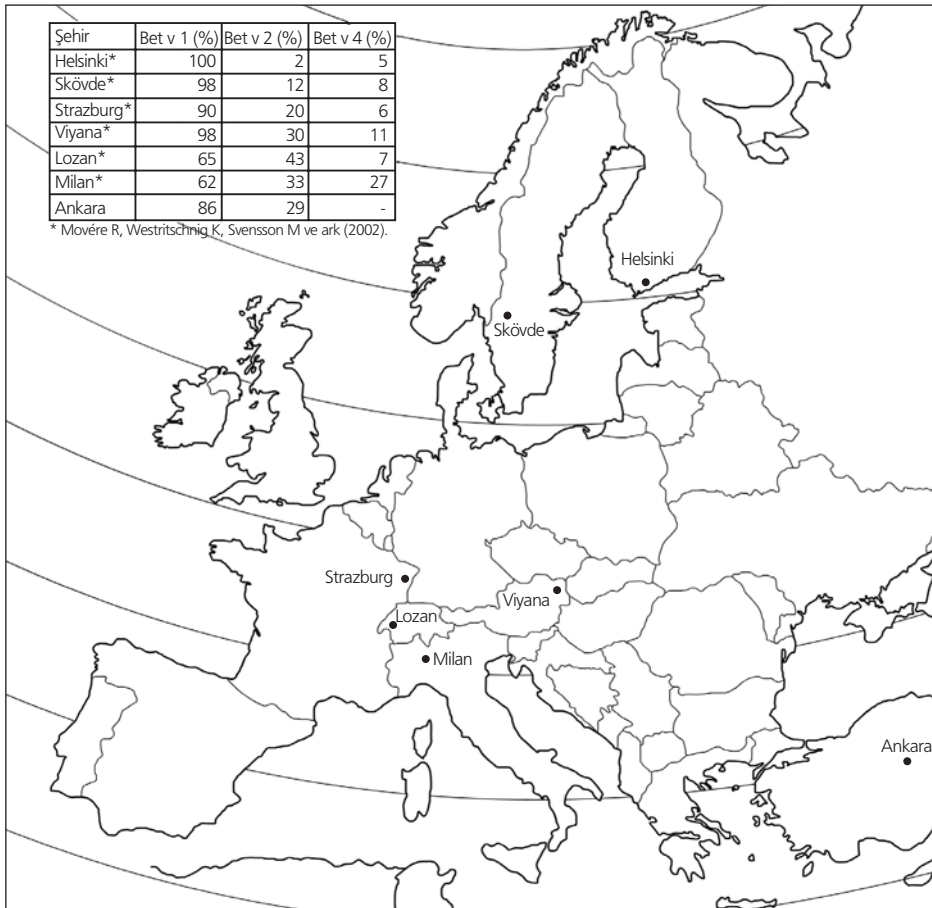 Şehir Bet v 1 (%) Bet v 2 (%) Bet v 4 (%)
Helsinki* 100 2 5
Skövde* 98 12 8
Strazburg* 90 20 6
Viyana* 98 30 11
Lozan* 65 43 7
Milan* 62 33 27
Ankara 86 29 -
* Movére R, Westritschnig K, Svensson M ve ark (2002).
Helsinki
Skövde
Strazburg
Viyana
Lozan
Milan
Ankara